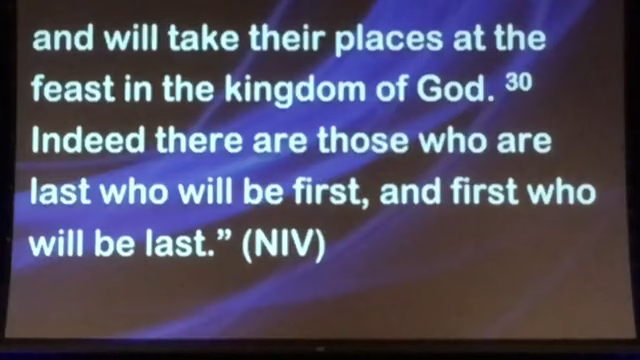 and will take their places at the
feast in the kingdom of God. 30
Indeed there are those who are
last who will be first, and first who
will be last.” (NIV)